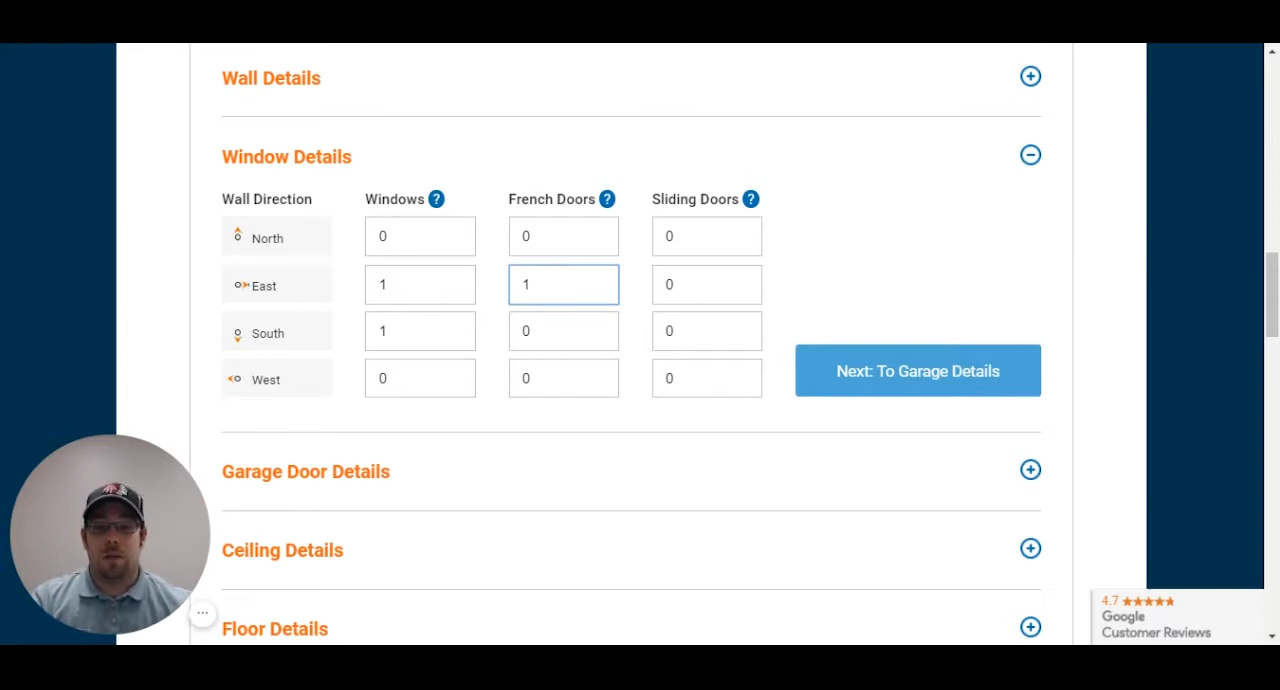 Wall Details
Window Details
Wall Direction Windows ? French Doors ? Sliding Doors ?
North 0 0 0
East 1 1 0
South 1 0 0
West 0 0 0
Next: To Garage Details
Garage Door Details
Ceiling Details
Floor Details
4.7
Google
Customer Reviews